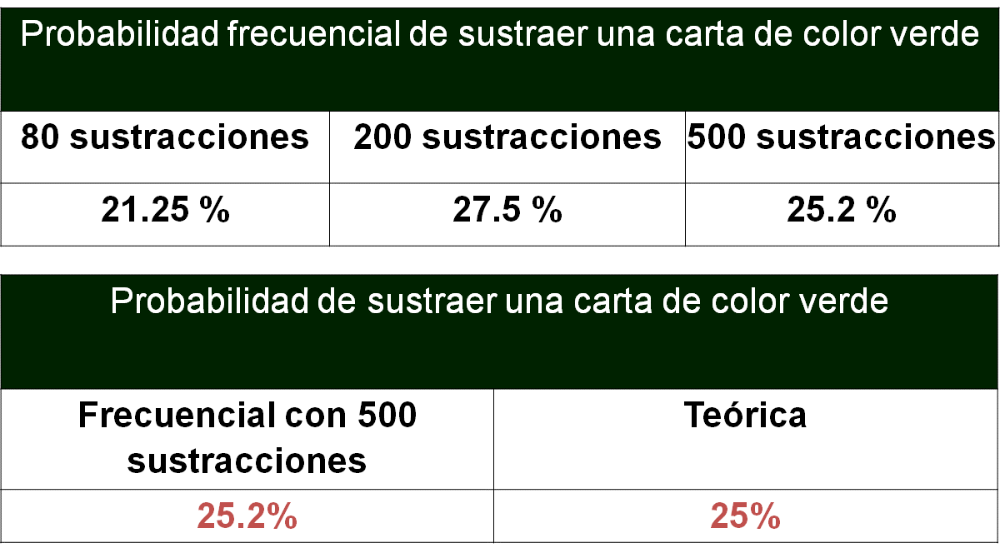 Probabilidad frecuencial de sustraer una carta de color verde
80 sustracciones
200 sustracciones
500 sustracciones
21.25 %
27.5 %
25.2 %
Probabilidad de sustraer una carta de color verde
Frecuencial con 500
sustracciones
Teórica
25.2%
25%